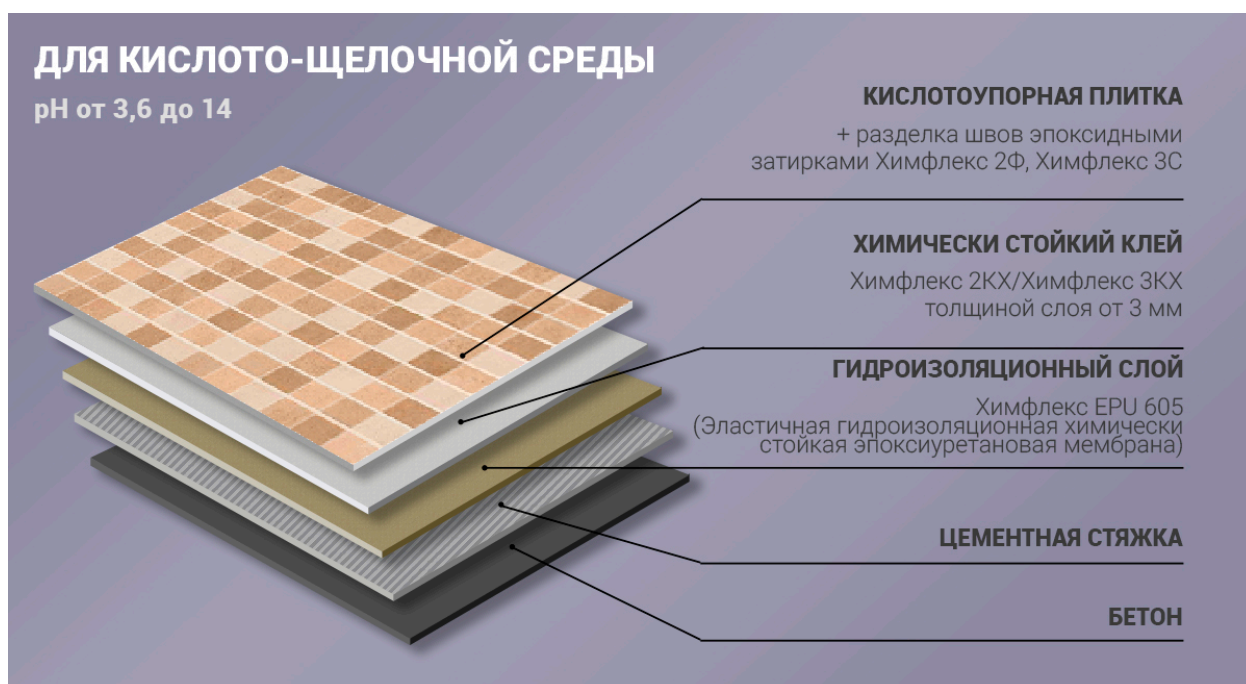 ДЛЯ КИСЛОТО-ЩЕЛОЧНОЙ СРЕДЫ
pH от 3,6 до 14
КИСЛОТОУПОРНАЯ ПЛИТКА
+ разделка швов эпоксидными
затирками Химфлекс 2Ф, Химфлекс 3С
ХИМИЧЕСКИ СТОЙКИЙ КЛЕЙ
Химфлекс 2КХ/Химфлекс 3КХ
толщиной слоя от 3 мм
ГИДРОИЗОЛЯЦИОННЫЙ СЛОЙ
Химфлекс EPU 605
(Эластичная гидроизоляционная химически
стойкая эпоксиуретановая мембрана)
ЦЕМЕНТНАЯ СТЯЖКА
БЕТОН